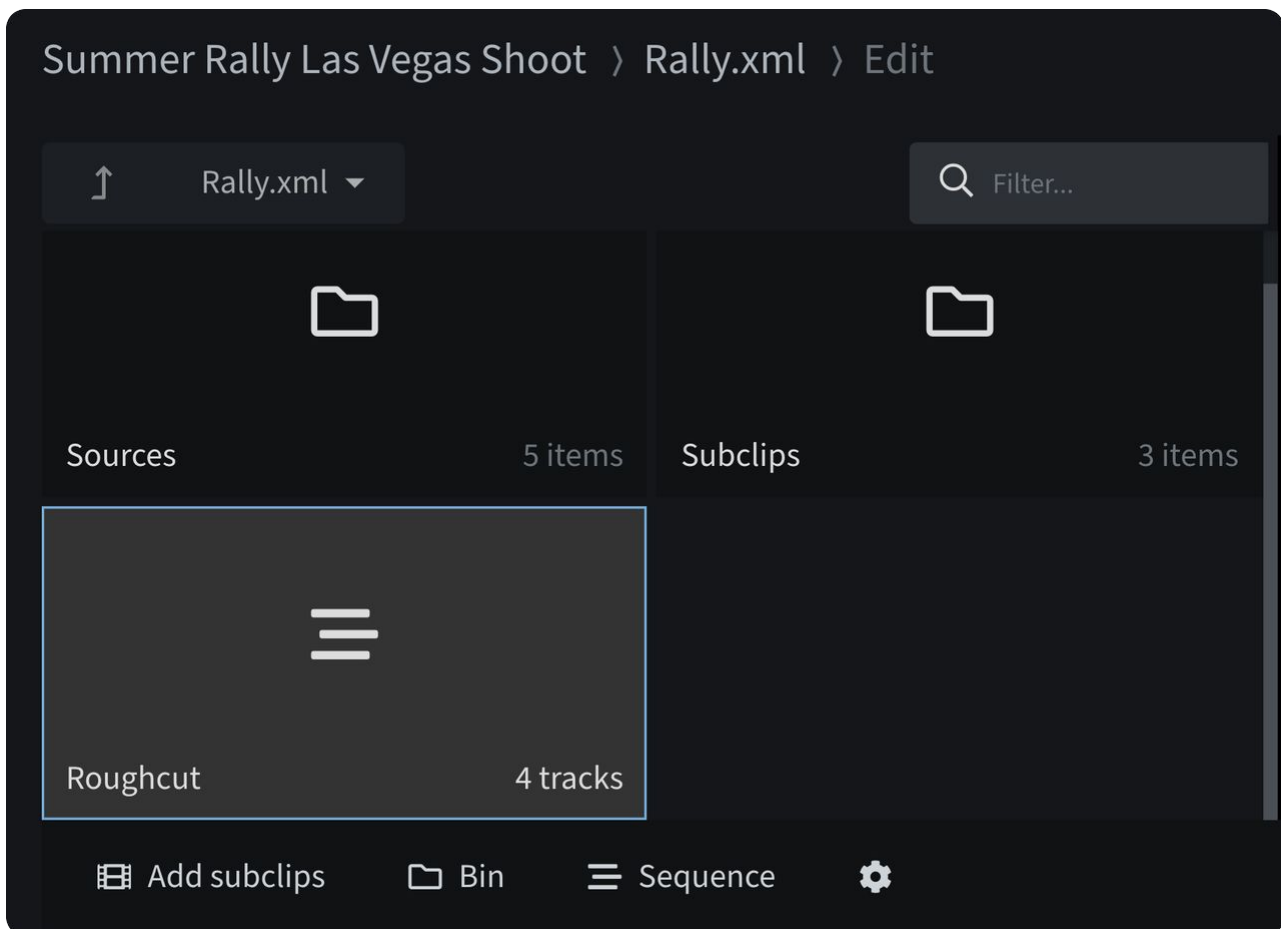 Summer Rally Las Vegas Shoot 〉 Rally.xml 〉 Edit
Rally.xml Filter...
Sources 5 items Subclips 3 items
Roughcut 4 tracks
Add subclips Bin Sequence